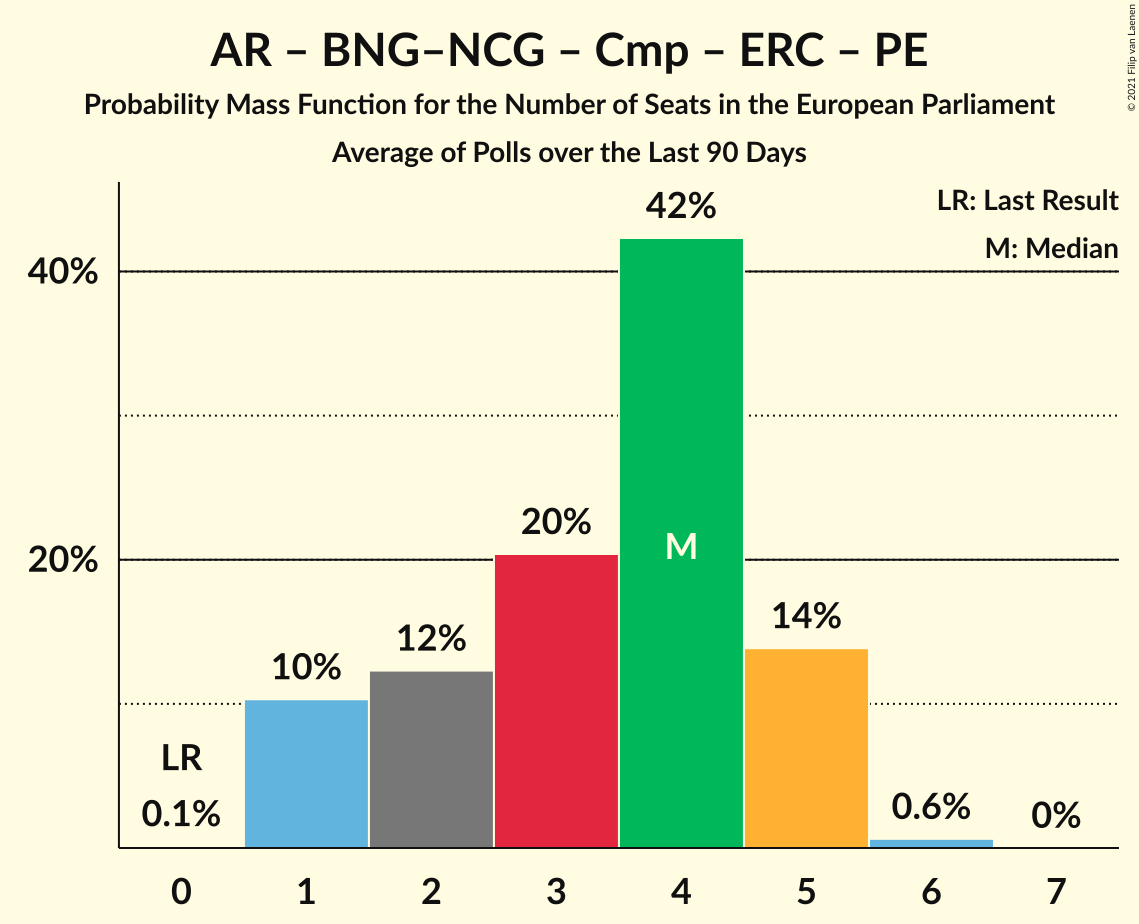 AR – BNG–NCG – Cmp – ERC – PE
Probability Mass Function for the Number of Seats in the European Parliament
Average of Polls over the Last 90 Days
© 2021 Filip van Laenen
LR: Last Result
M: Median
42%
40%
20%
M
20%
14%
12%
10%
LR
0.1%
0.6%
0%
0 1 2 3 4 5 6 7